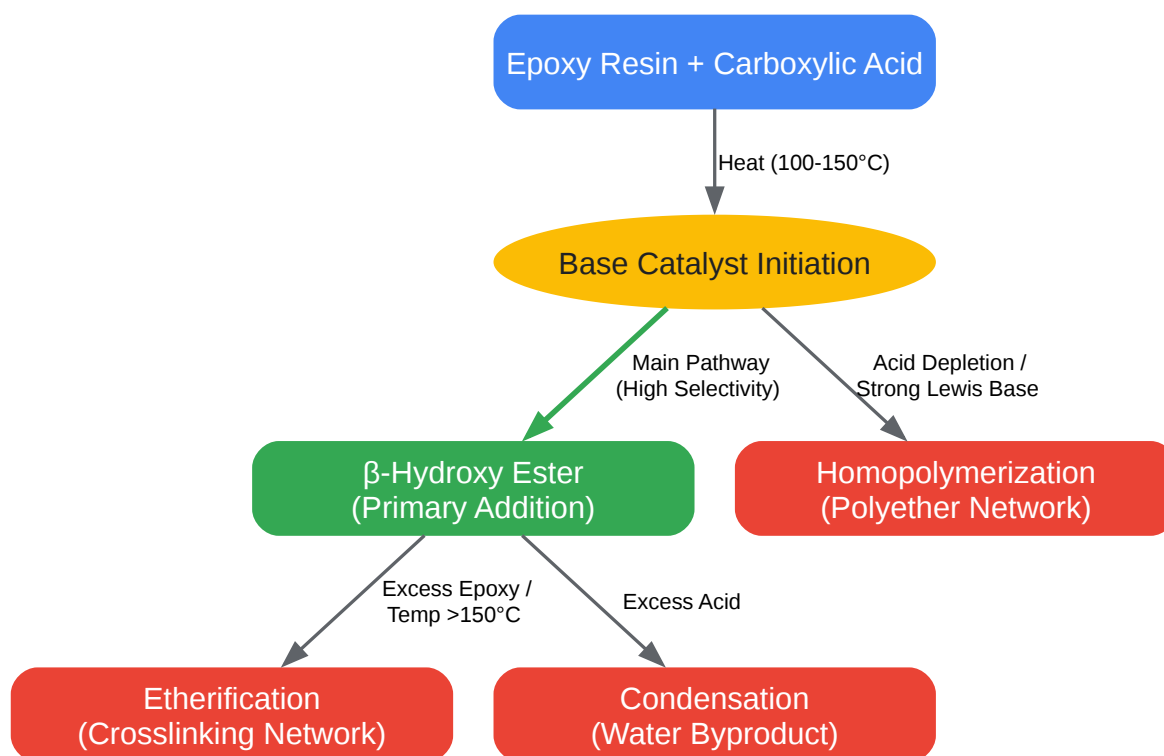 Epoxy Resin + Carboxylic Acid
Heat (100-150°C)
Base Catalyst Initiation
Main Pathway
(High Selectivity)
Acid Depletion /
Strong Lewis Base
β-Hydroxy Ester
(Primary Addition)
Homopolymerization
(Polyether Network)
Excess Epoxy /
Temp >150°C
Excess Acid
Etherification
(Crosslinking Network)
Condensation
(Water Byproduct)